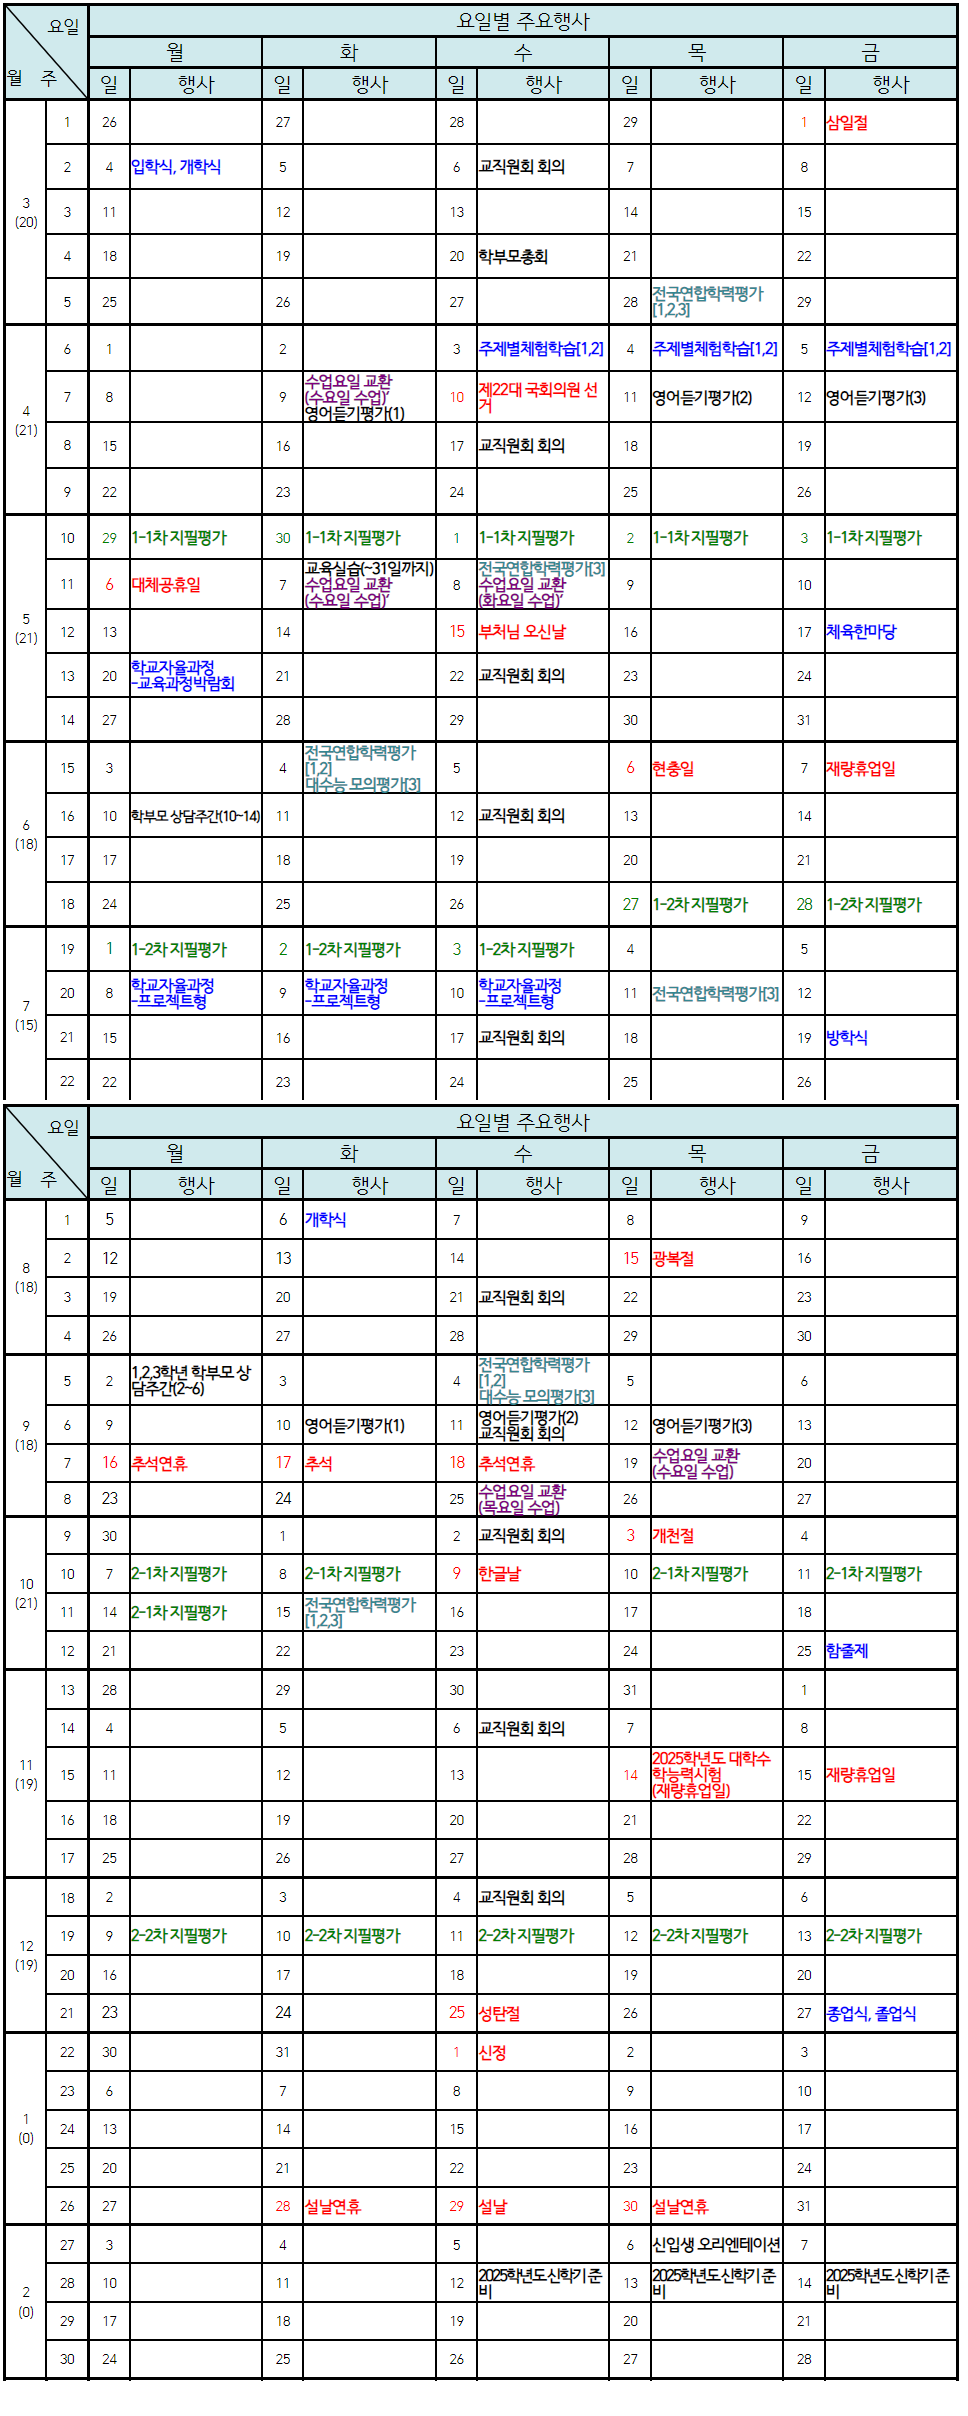 요일
월 주
요일별 주요행사
월 화 수 목 금
일 행사 일 행사 일 행사 일 행사 일 행사
3
(20)
1 26 27 28 29 1 삼일절
2 4 입학식, 개학식 5 6 교직원회 회의 7 8
3 11 12 13 14 15
4 18 19 20 학부모총회 21 22
5 25 26 27 28 전국연합학력평가
[1,2,3] 29
4
(21)
6 1 2 3 주제별체험학습[1,2] 4 주제별체험학습[1,2] 5 주제별체험학습[1,2]
7 8 9 수업요일 교환
(수요일 수업)'
영어듣기평가(1) 10 제22대 국회의원 선
거 11 영어듣기평가(2) 12 영어듣기평가(3)
8 15 16 17 교직원회 회의 18 19
9 22 23 24 25 26
5
(21)
10 29 1-1차 지필평가 30 1-1차 지필평가 1 1-1차 지필평가 2 1-1차 지필평가 3 1-1차 지필평가
11 6 대체공휴일 7 교육실습(~31일까지)
수업요일 교환
(수요일 수업)' 8 전국연합학력평가[3]
수업요일 교환
(화요일 수업)' 9 10
12 13 14 15 부처님 오신날 16 17 체육한마당
13 20 학교자율과정
-교육과정박람회 21 22 교직원회 회의 23 24
14 27 28 29 30 31
6
(18)
15 3 4 전국연합학력평가
[1,2]
대수능 모의평가[3] 5 6 현충일 7 재량휴업일
16 10 학부모 상담주간(10~14) 11 12 교직원회 회의 13 14
17 17 18 19 20 21
18 24 25 26 27 1-2차 지필평가 28 1-2차 지필평가
7
(15)
19 1 1-2차 지필평가 2 1-2차 지필평가 3 1-2차 지필평가 4 5
20 8 학교자율과정
-프로젝트형 9 학교자율과정
-프로젝트형 10 학교자율과정
-프로젝트형 11 전국연합학력평가[3] 12
21 15 16 17 교직원회 회의 18 19 방학식
22 22 23 24 25 26
요일
월 주
요일별 주요행사
월 화 수 목 금
일 행사 일 행사 일 행사 일 행사 일 행사
8
(18)
1 5 6 개학식 7 8 9
2 12 13 14 15 광복절 16
3 19 20 21 교직원회 회의 22 23
4 26 27 28 29 30
9
(18)
5 2 1,2,3학년 학부모 상
담주간(2~6) 3 4 전국연합학력평가
[1,2]
대수능 모의평가[3] 5 6
6 9 10 영어듣기평가(1) 11 영어듣기평가(2)
교직원회 회의 12 영어듣기평가(3) 13
7 16 추석연휴 17 추석 18 추석연휴 19 수업요일 교환
(수요일 수업) 20
8 23 24 25 수업요일 교환
(목요일 수업) 26 27
10
(21)
9 30 1 2 교직원회 회의 3 개천절 4
10 7 2-1차 지필평가 8 2-1차 지필평가 9 한글날 10 2-1차 지필평가 11 2-1차 지필평가
11 14 2-1차 지필평가 15 전국연합학력평가
[1,2,3] 16 17 18
12 21 22 23 24 25 함줄제
11
(19)
13 28 29 30 31 1
14 4 5 6 교직원회 회의 7 8
15 11 12 13 14 2025학년도 대학수
학능력시험
(재량휴업일) 15 재량휴업일
16 18 19 20 21 22
17 25 26 27 28 29
12
(19)
18 2 3 4 교직원회 회의 5 6
19 9 2-2차 지필평가 10 2-2차 지필평가 11 2-2차 지필평가 12 2-2차 지필평가 13 2-2차 지필평가
20 16 17 18 19 20
21 23 24 25 성탄절 26 27 종업식, 졸업식
1
(0)
22 30 31 1 신정 2 3
23 6 7 8 9 10
24 13 14 15 16 17
25 20 21 22 23 24
26 27 28 설날연휴 29 설날 30 설날연휴 31
2
(0)
27 3 4 5 6 신입생 오리엔테이션 7
28 10 11 12 2025학년도신학기 준
비 13 2025학년도신학기 준
비 14 2025학년도신학기 준
비
29 17 18 19 20 21
30 24 25 26 27 28